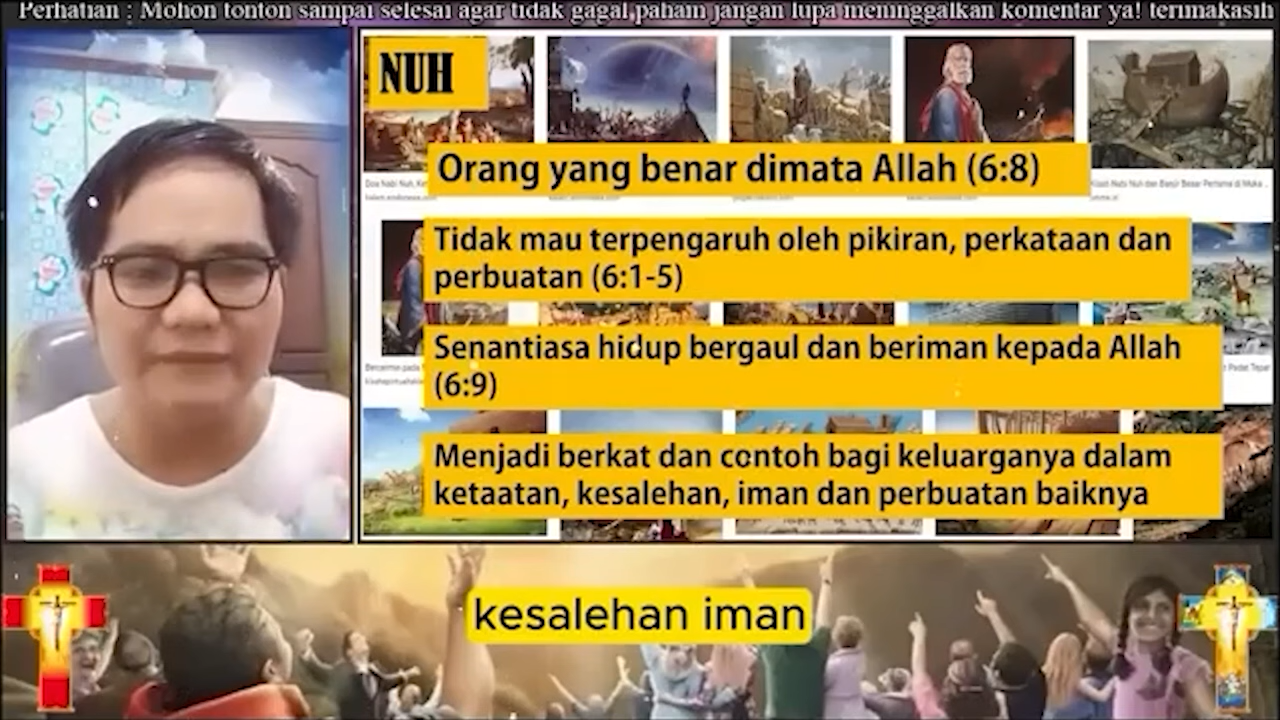 Perhatian : Mohon tonton sampai selesai agar tidak gagal paham jangan lupa meninggalkan komentar ya! terimakasih
NUH
Orang yang benar dimata Allah (6:8)
Tidak mau terpengaruh oleh pikiran, perkataan dan
perbuatan (6:1-5)
Senantiasa hidup bergaul dan beriman kepada Allah
(6:9)
Menjadi berkat dan contoh bagi keluarganya dalam
ketaatan, kesalehan, iman dan perbuatan baiknya
kesalehan iman